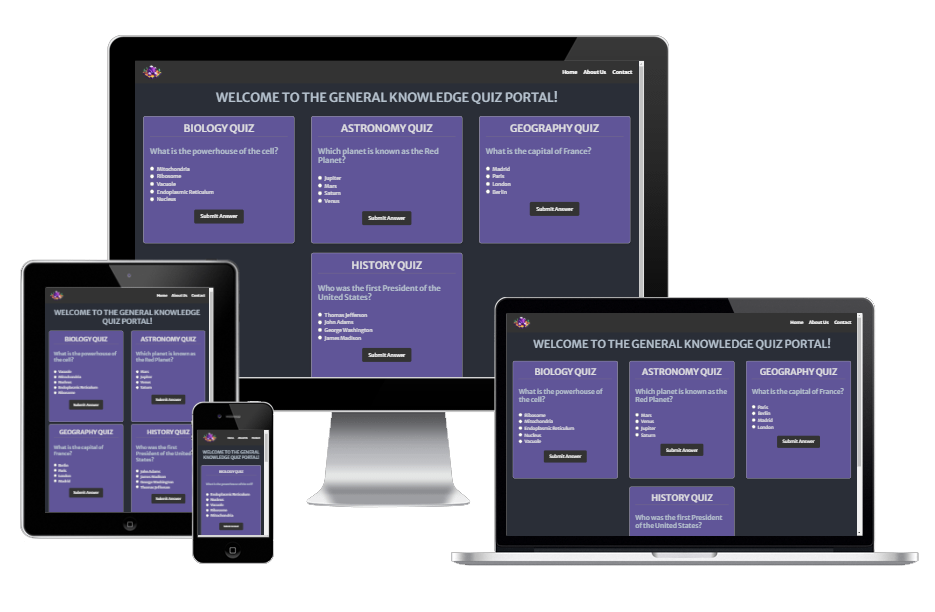 Home About Us Contact
WELCOME TO THE GENERAL KNOWLEDGE QUIZ PORTAL!
BIOLOGY QUIZ
What is the powerhouse of the cell?
Mitochondria
Ribosome
Vacuole
Endoplasmic Reticulum
Nucleus
Submit Answer
ASTRONOMY QUIZ
Which planet is known as the Red
Planet?
Jupiter
Mars
Saturn
Venus
Submit Answer
GEOGRAPHY QUIZ
What is the capital of France?
Madrid
Paris
London
Berlin
Submit Answer
HISTORY QUIZ
Who was the first President of the
United States?
Thomas Jefferson
John Adams
George Washington
James Madison
Submit Answer
Home About Us Contact
WELCOME TO THE GENERAL KNOWLEDGE
QUIZ PORTAL!
BIOLOGY QUIZ
What is the powerhouse of
the cell?
Vacuole
Mitochondria
Nucleus
Endoplasmic Reticulum
Ribosome
Submit Answer
ASTRONOMY QUIZ
Which planet is known as
the Red Planet?
Mars
Jupiter
Venus
Saturn
Submit Answer
GEOGRAPHY QUIZ
What is the capital of
France?
Berlin
Paris
London
Madrid
Submit Answer
HISTORY QUIZ
Who was the first
President of the United
States?
John Adams
James Madison
George Washington
Thomas Jefferson
Submit Answer
WELCOME TO THE GENERAL
KNOWLEDGE QUIZ PORTAL!
BIOLOGY QUIZ
What is the powerhouse of the cell?
Endoplasmic Reticulum
Nucleus
Vacuole
Ribosome
Mitochondria
Home About Us Contact
WELCOME TO THE GENERAL KNOWLEDGE QUIZ PORTAL!
BIOLOGY QUIZ
What is the powerhouse of
the cell?
Ribosome
Mitochondria
Endoplasmic Reticulum
Nucleus
Vacuole
Submit Answer
ASTRONOMY QUIZ
Which planet is known as the
Red Planet?
Mars
Venus
Jupiter
Saturn
Submit Answer
GEOGRAPHY QUIZ
What is the capital of France?
Paris
Berlin
Madrid
London
Submit Answer
HISTORY QUIZ
Who was the first President
of the United States?